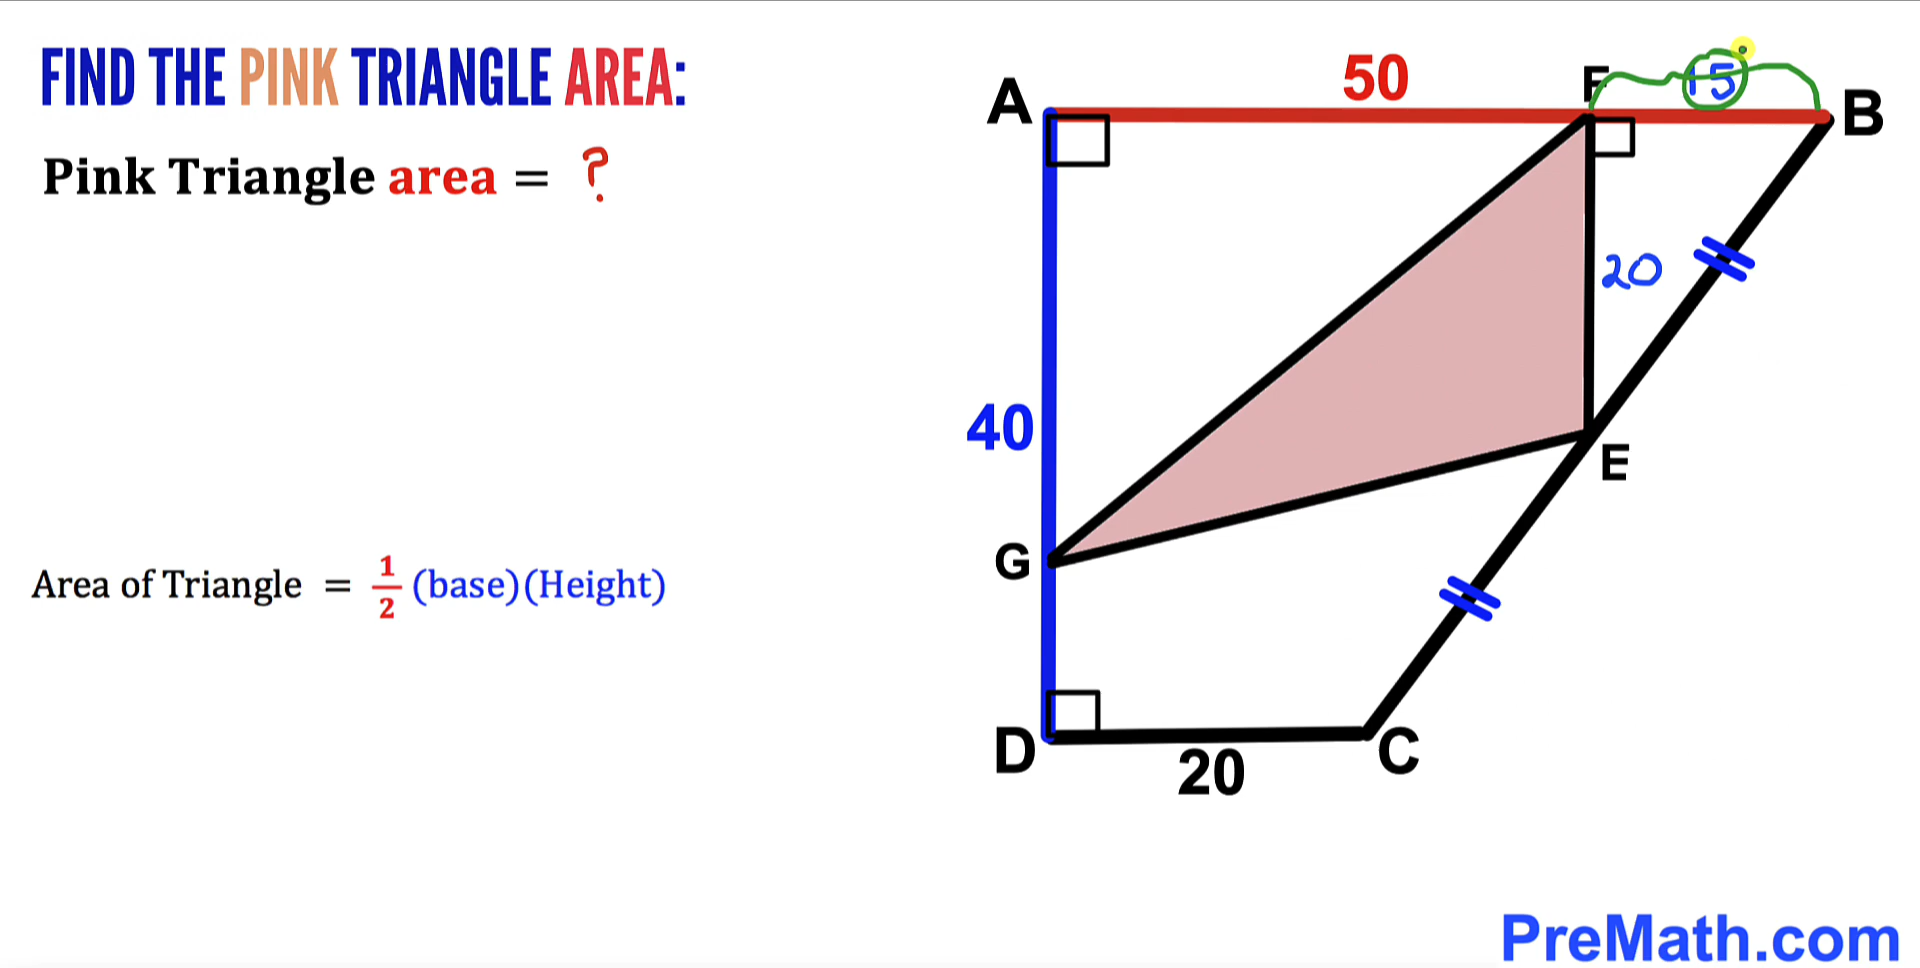 FIND THE PINK TRIANGLE AREA:
Pink Triangle area = ?
Area of Triangle = 1/2 (base)(Height)
A
50
F
15
B
20
40
E
G
D
20
C
PreMath.com